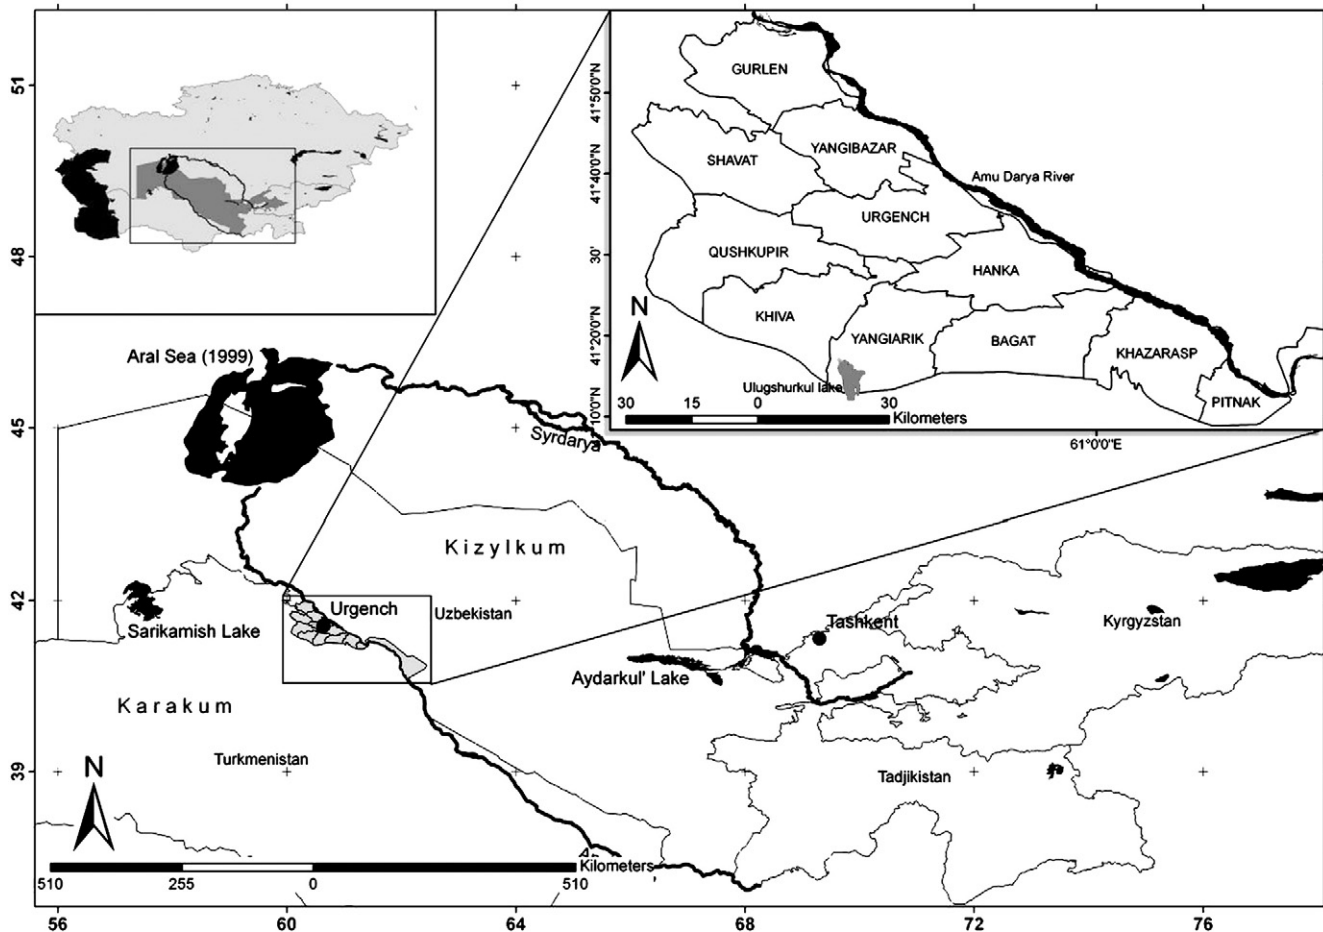 51
48
45
42
39
56
60
64
68
72
76
GURLEN
SHAVAT
YANGIBAZAR
Amu Darya River
URGENCH
QUSHKUPIR
HANKA
N
KHIVA
YANGIARIK
BAGAT
KHAZARASP
Ulugshurkul lake
PITNAK
30 15 0 30
Kilometers
41°50'0"N
41°40'0"N
30'
41°20'0"N
10'0"N
61°0'0"E
Aral Sea (1999)
Syrdarya
Kizylkum
Urgench
Uzbekistan
Sarikamish Lake
Tashkent
Kyrgyzstan
Aydarkul' Lake
Karakum
Turkmenistan
Tadjikistan
N
Kilometers
510 255 0 510